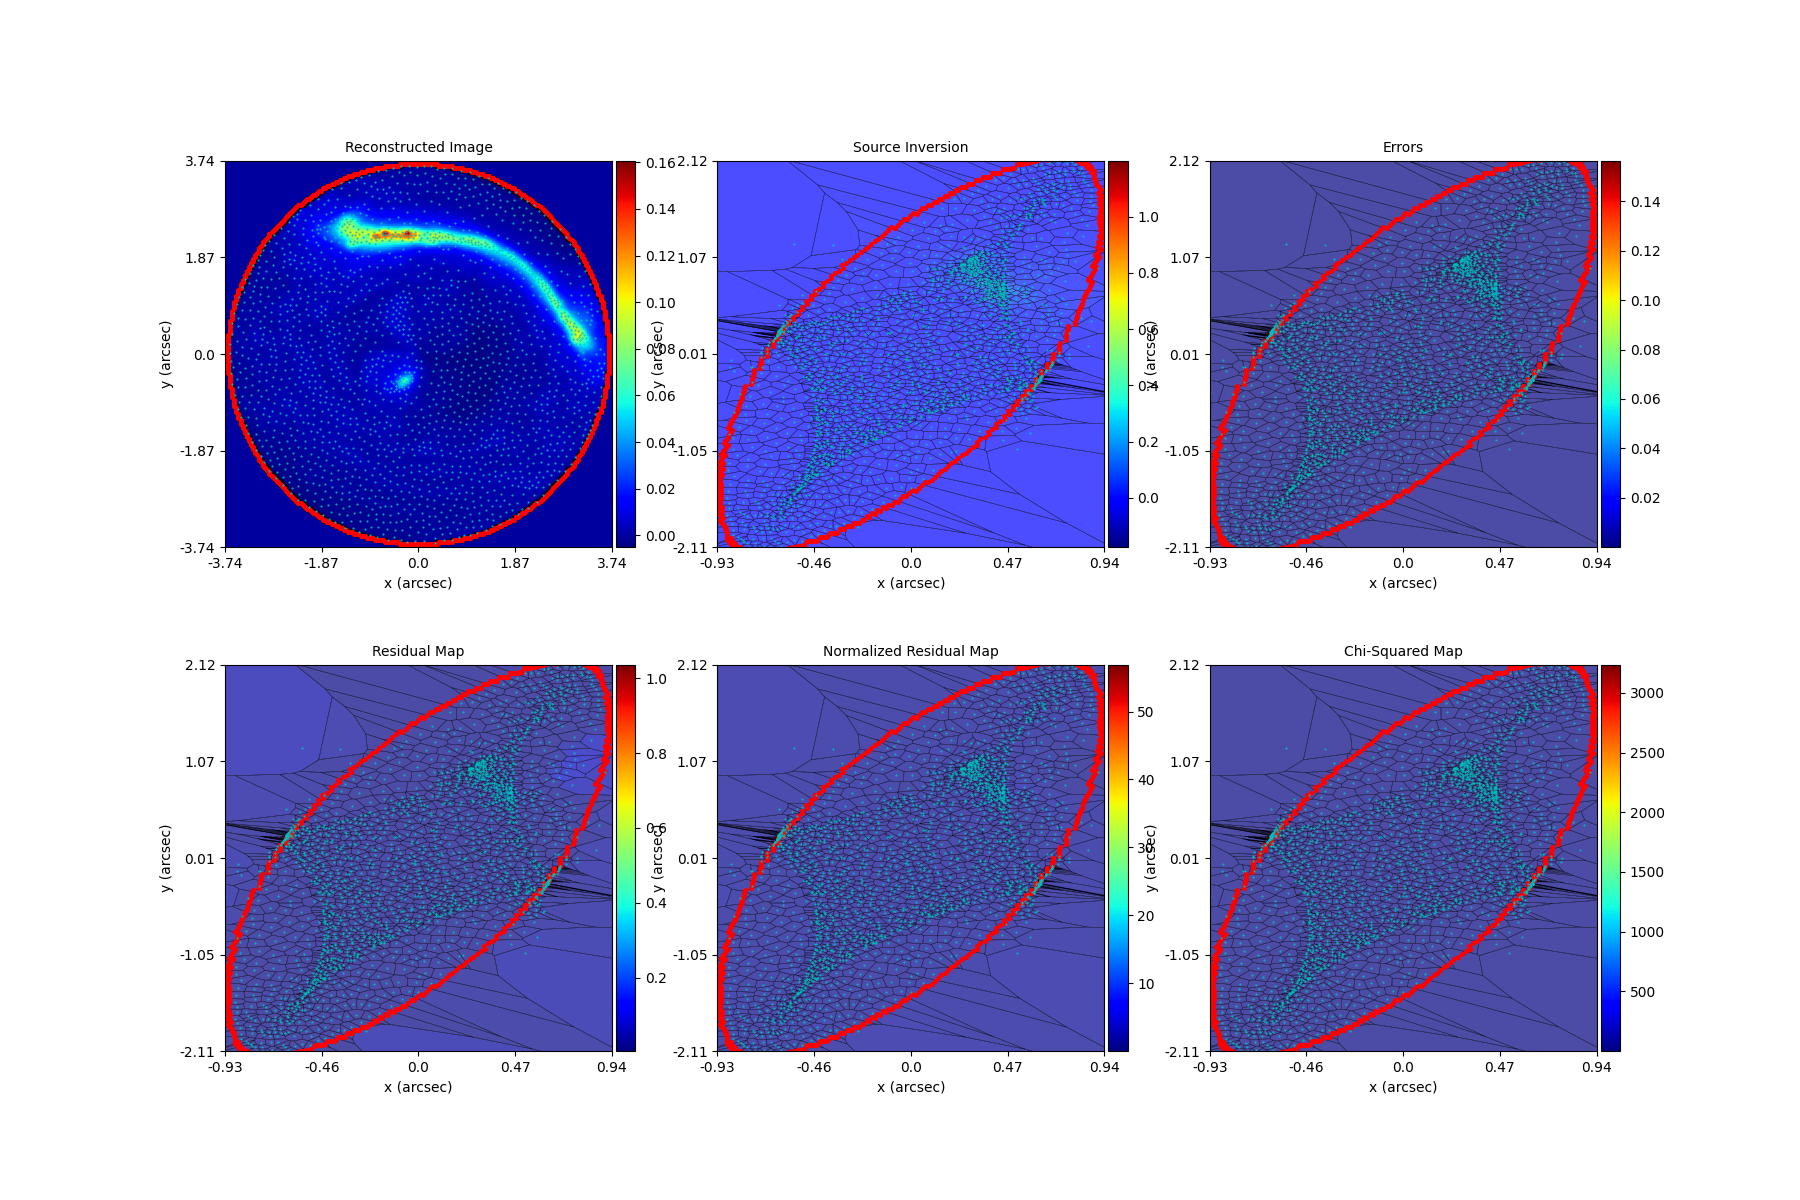 Reconstructed Image
Source Inversion
Errors
3.74
1.87
0.0
-1.87
-3.74
-3.74 -1.87 0.0 1.87 3.74
x (arcsec)
y (arcsec)
0.16
0.14
0.12
0.10
0.08
0.06
0.04
0.02
0.00
2.12
1.07
0.01
-1.05
-2.11
-0.93 -0.46 0.0 0.47 0.94
x (arcsec)
y (arcsec)
1.0
0.8
0.6
0.4
0.2
0.0
2.12
1.07
0.01
-1.05
-2.11
-0.93 -0.46 0.0 0.47 0.94
x (arcsec)
y (arcsec)
0.14
0.12
0.10
0.08
0.06
0.04
0.02
Residual Map
Normalized Residual Map
Chi-Squared Map
2.12
1.07
0.01
-1.05
-2.11
-0.93 -0.46 0.0 0.47 0.94
x (arcsec)
y (arcsec)
1.0
0.8
0.6
0.4
0.2
2.12
1.07
0.01
-1.05
-2.11
-0.93 -0.46 0.0 0.47 0.94
x (arcsec)
y (arcsec)
50
40
30
20
10
2.12
1.07
0.01
-1.05
-2.11
-0.93 -0.46 0.0 0.47 0.94
x (arcsec)
y (arcsec)
3000
2500
2000
1500
1000
500